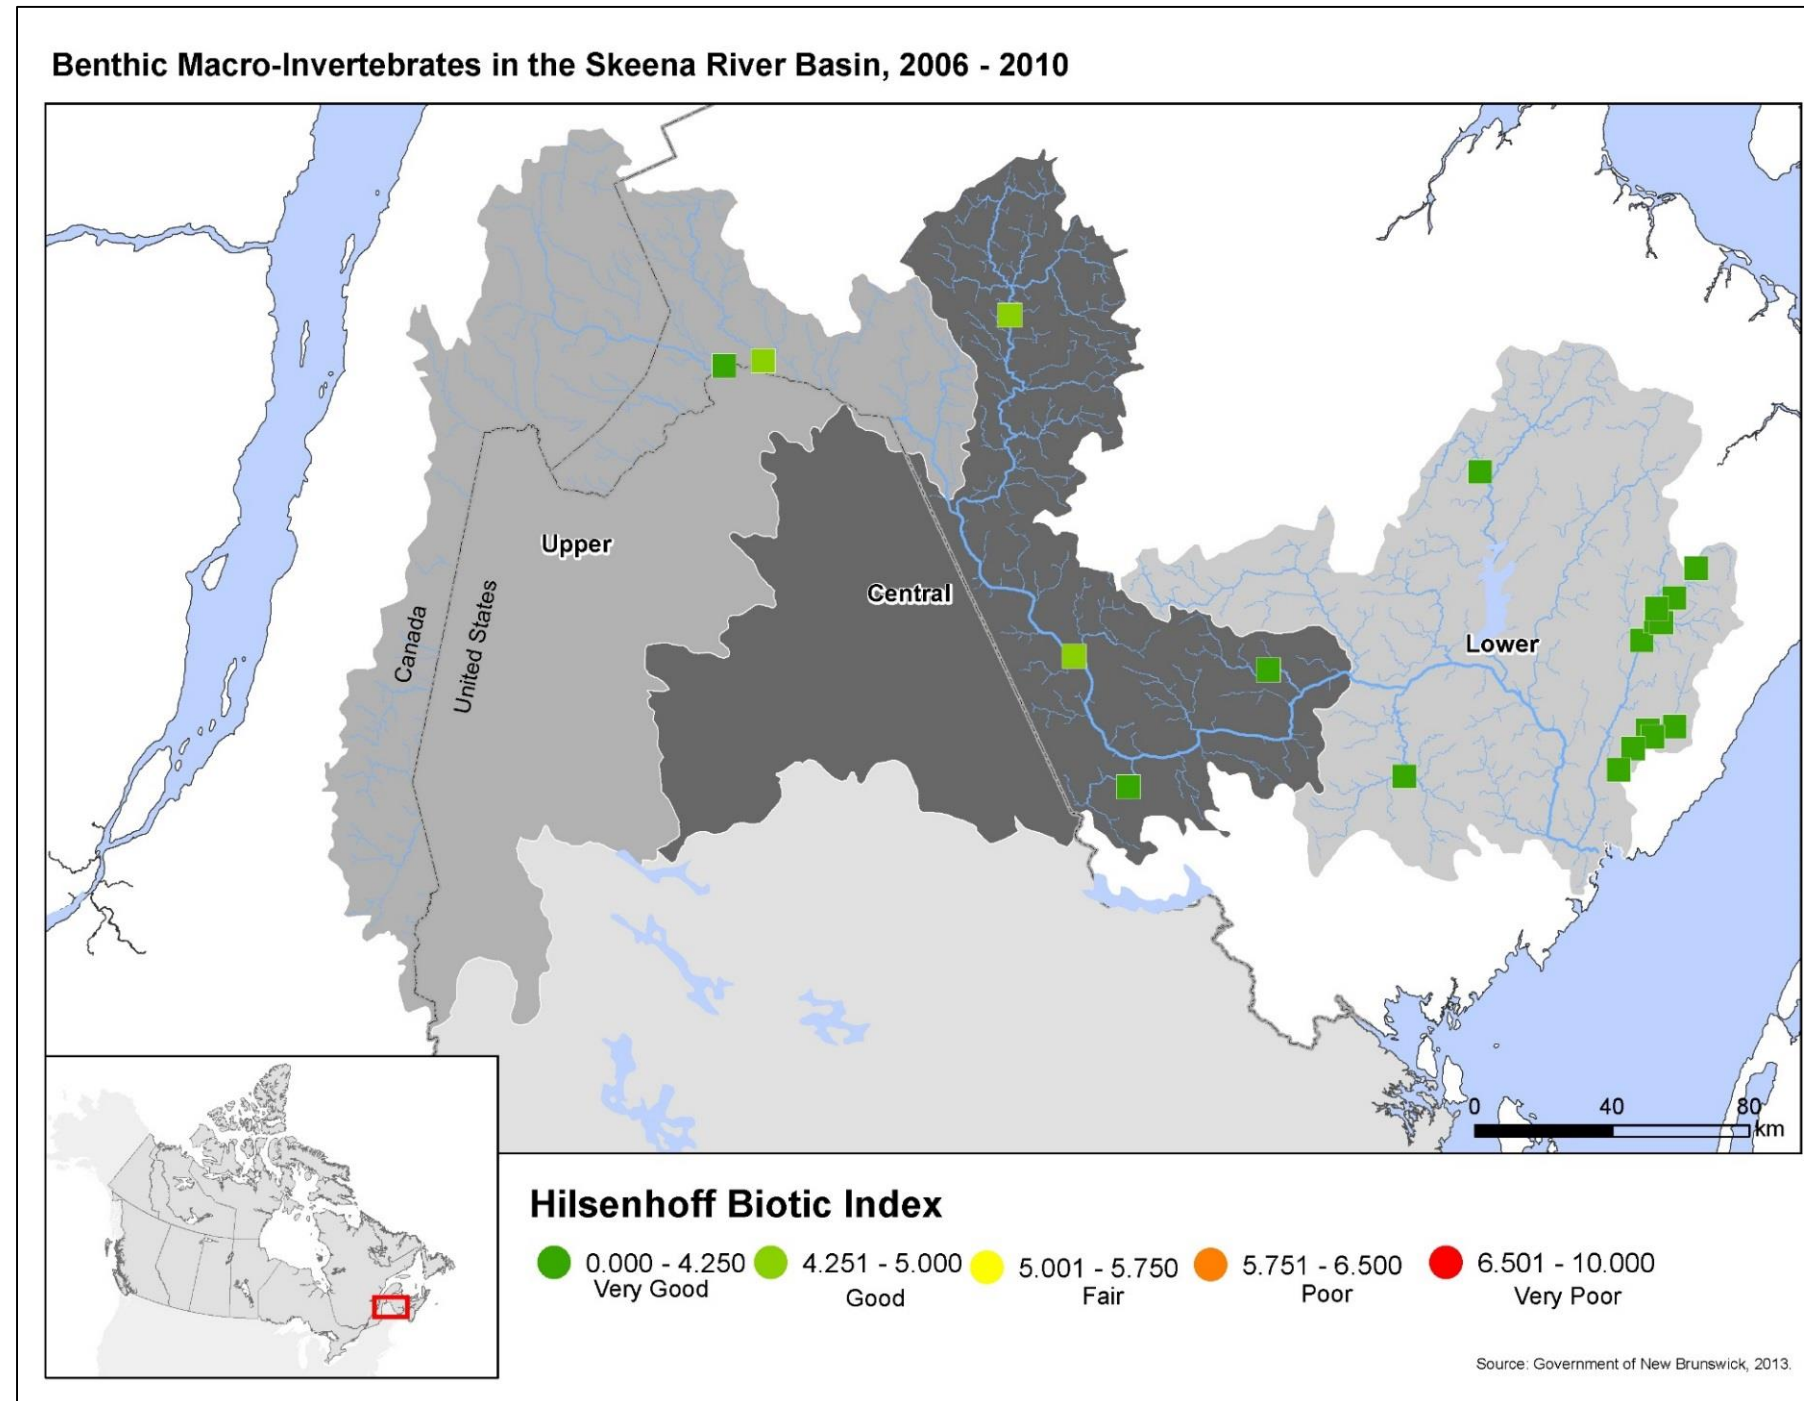 Benthic Macro-Invertebrates in the Skeena River Basin, 2006 - 2010
Upper
Central
Canada
United States
Lower
0 40 80
km
Hilsenhoff Biotic Index
0.000 - 4.250
Very Good
4.251 - 5.000
Good
5.001 - 5.750
Fair
5.751 - 6.500
Poor
6.501 - 10.000
Very Poor
Source: Government of New Brunswick, 2013.